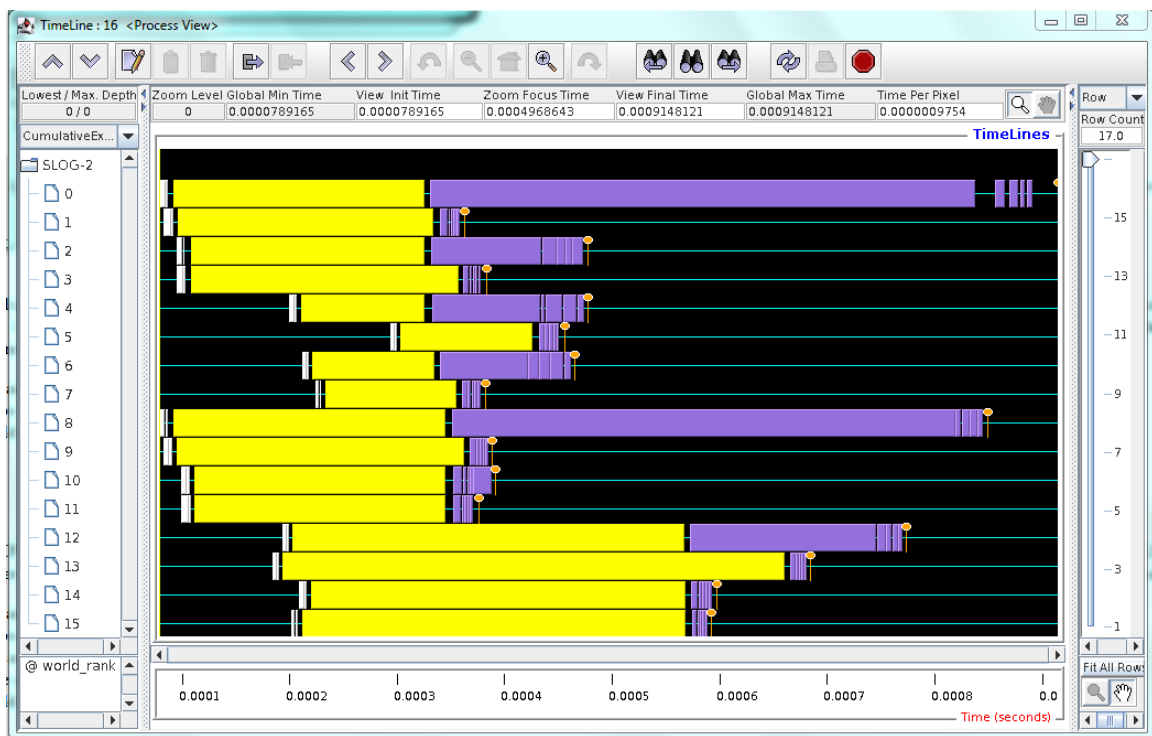 TimeLine : 16 <Process View>
Lowest / Max. Depth
0 / 0
Zoom Level Global Min Time View Init Time Zoom Focus Time View Final Time Global Max Time Time Per Pixel
0 0.0000789165 0.0000789165 0.0004968643 0.0009148121 0.0009148121 0.0000009754
Row
Row Count
17.0
CumulativeEx...
TimeLines
SLOG-2
0
1
2
3
4
5
6
7
8
9
10
11
12
13
14
15
15
13
11
9
7
5
3
1
@ world_rank
Fit All Rows
0.0001 0.0002 0.0003 0.0004 0.0005 0.0006 0.0007 0.0008 0.0
Time (seconds)